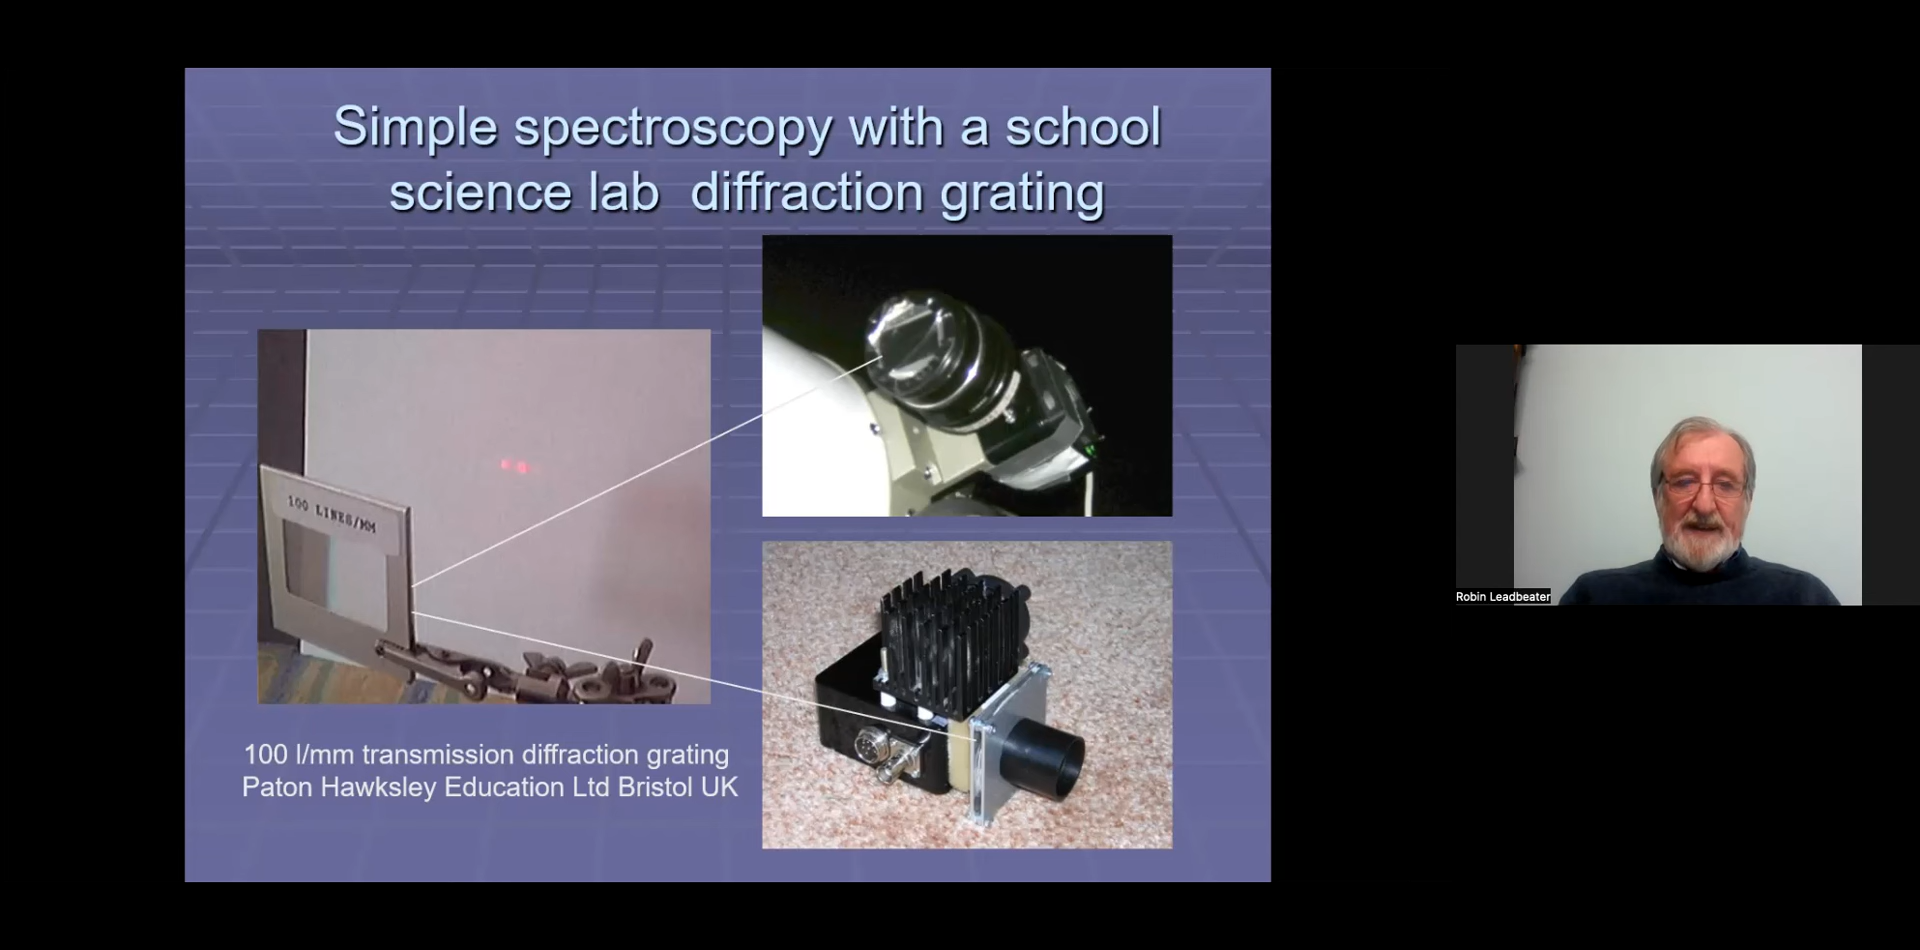 Simple spectroscopy with a school
science lab diffraction grating
100 LINES/MM
100 l/mm transmission diffraction grating
Paton Hawksley Education Ltd Bristol UK
Robin Leadbeater